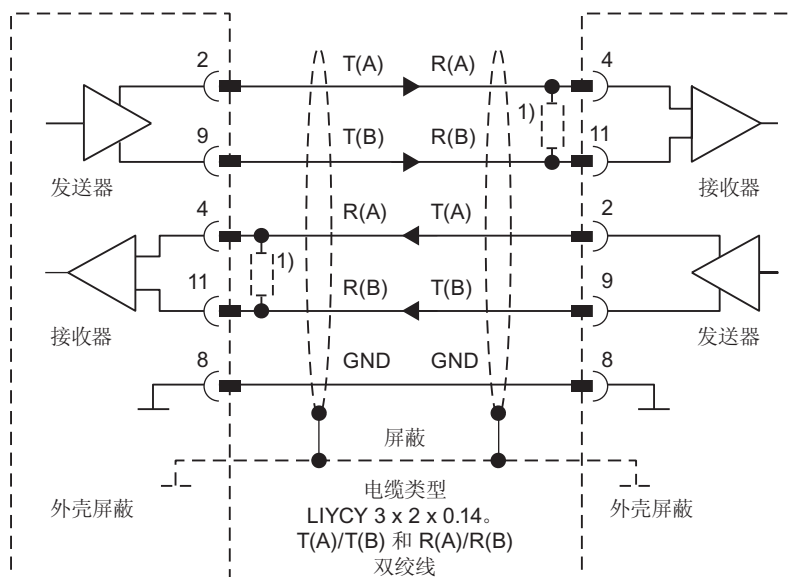 2 T(A) R(A) 4
1)
9 T(B) R(B) 11
发送器 接收器
4 R(A) T(A) 2
1)
11 R(B) T(B) 9
接收器 发送器
8 GND GND 8
屏蔽
外壳屏蔽 外壳屏蔽
电缆类型
LIYCY 3 x 2 x 0.14。
T(A)/T(B) 和 R(A)/R(B)
双绞线